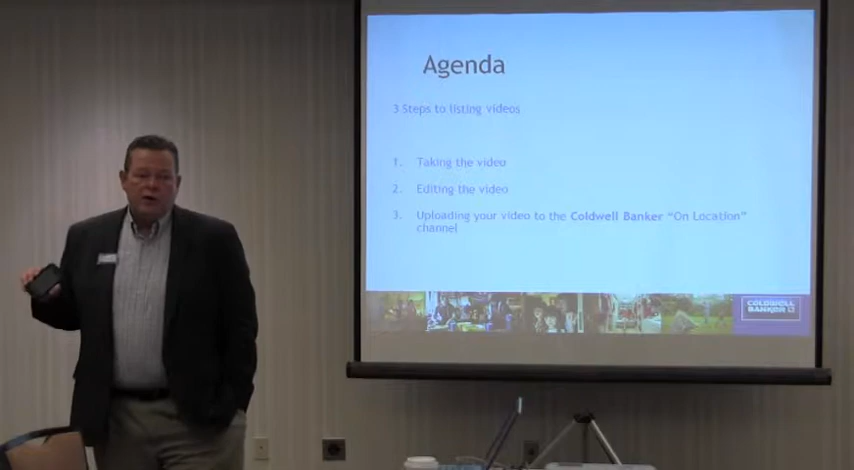 Agenda
3 Steps to listing videos
1. Taking the video
2. Editing the video
3. Uploading your video to the Coldwell Banker "On Location"
channel
COLDWELL
BANKER